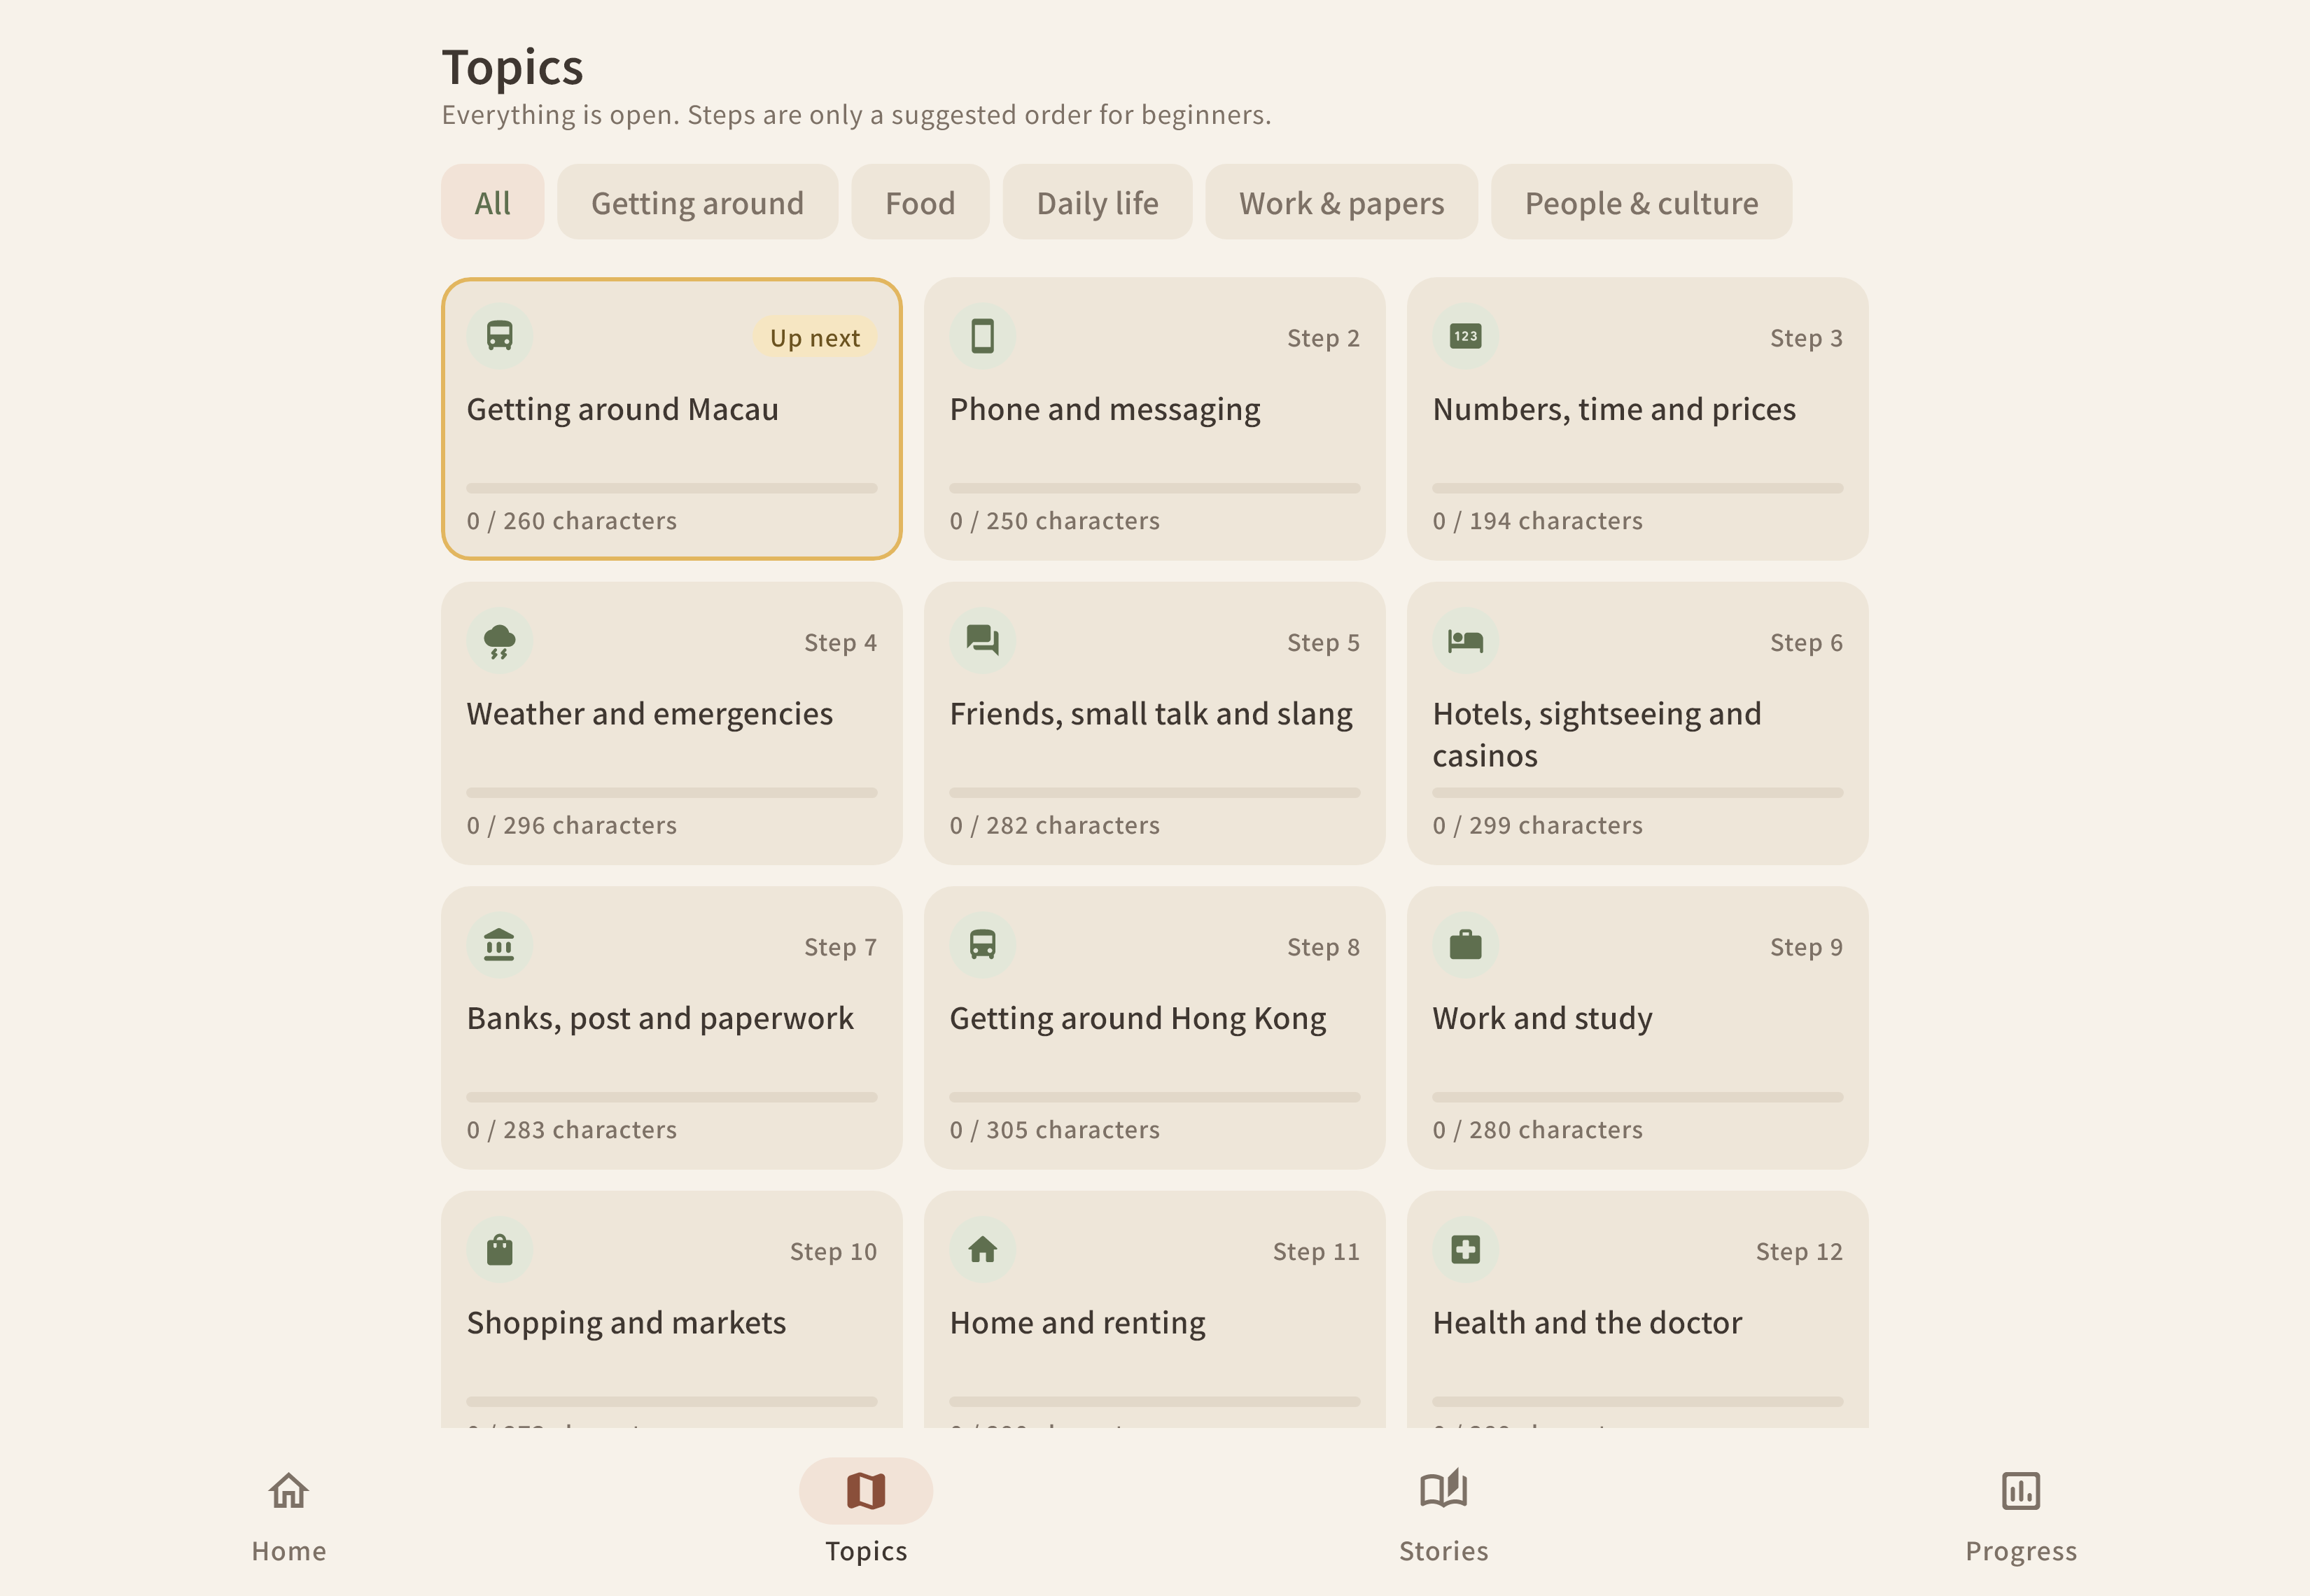 Topics
Everything is open. Steps are only a suggested order for beginners.
All
Getting around
Food
Daily life
Work & papers
People & culture
Up next
Getting around Macau
0 / 260 characters
Step 2
Phone and messaging
0 / 250 characters
123
Step 3
Numbers, time and prices
0 / 194 characters
Step 4
Weather and emergencies
0 / 296 characters
Step 5
Friends, small talk and slang
0 / 282 characters
Step 6
Hotels, sightseeing and
casinos
0 / 299 characters
Step 7
Banks, post and paperwork
0 / 283 characters
Step 8
Getting around Hong Kong
0 / 305 characters
Step 9
Work and study
0 / 280 characters
Step 10
Shopping and markets
Step 11
Home and renting
Step 12
Health and the doctor
Home
Topics
Stories
Progress